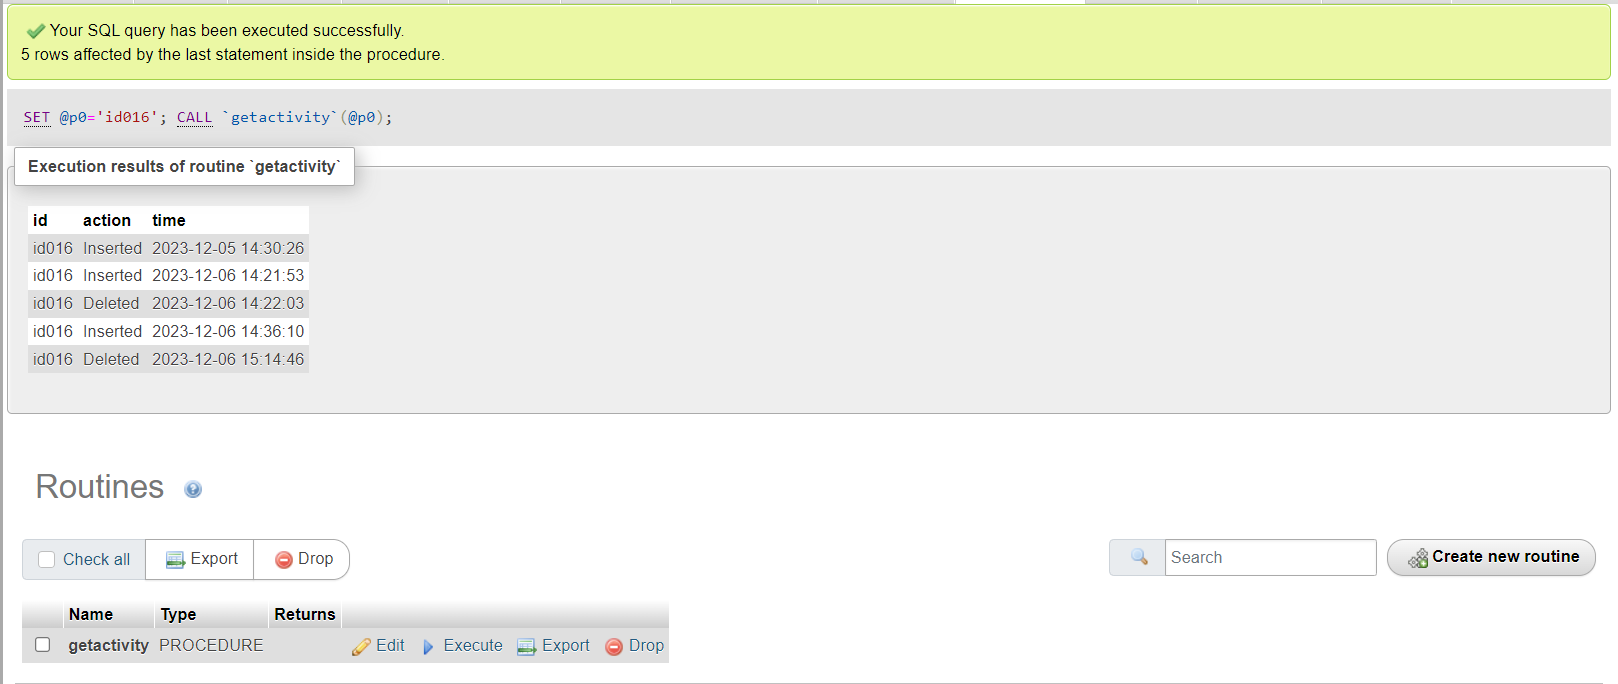 Your SQL query has been executed successfully.
5 rows affected by the last statement inside the procedure.
SET @p0='id016'; CALL `getactivity`(@p0);
Execution results of routine `getactivity`
id action time
id016 Inserted 2023-12-05 14:30:26
id016 Inserted 2023-12-06 14:21:53
id016 Deleted 2023-12-06 14:22:03
id016 Inserted 2023-12-06 14:36:10
id016 Deleted 2023-12-06 15:14:46
Routines
Check all Export Drop Search Create new routine
Name Type Returns
getactivity PROCEDURE Edit Execute Export Drop